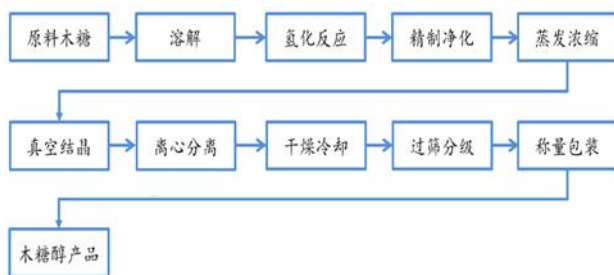 原料木糖
溶解
氢化反应
精制净化
蒸发浓缩
真空结晶
离心分离
干燥冷却
过筛分级
称量包装
木糖醇产品